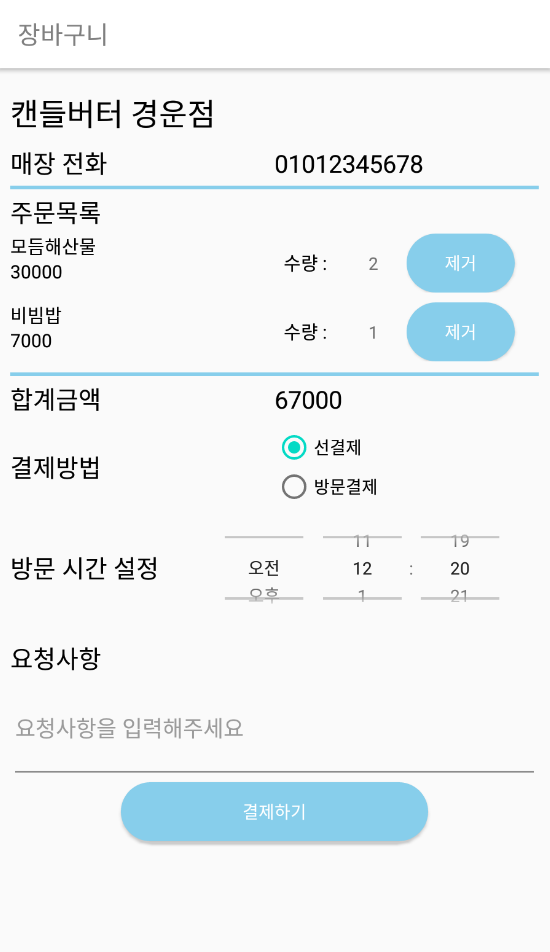 장바구니
캔들버터 경운점
매장 전화 01012345678
주문목록
모듬해산물
30000
수량 : 2 제거
비빔밥
7000
수량 : 1 제거
합계금액 67000
결제방법
선결제
방문결제
방문 시간 설정
11 19
오전 12 : 20
오후 1 21
요청사항
요청사항을 입력해주세요
결제하기